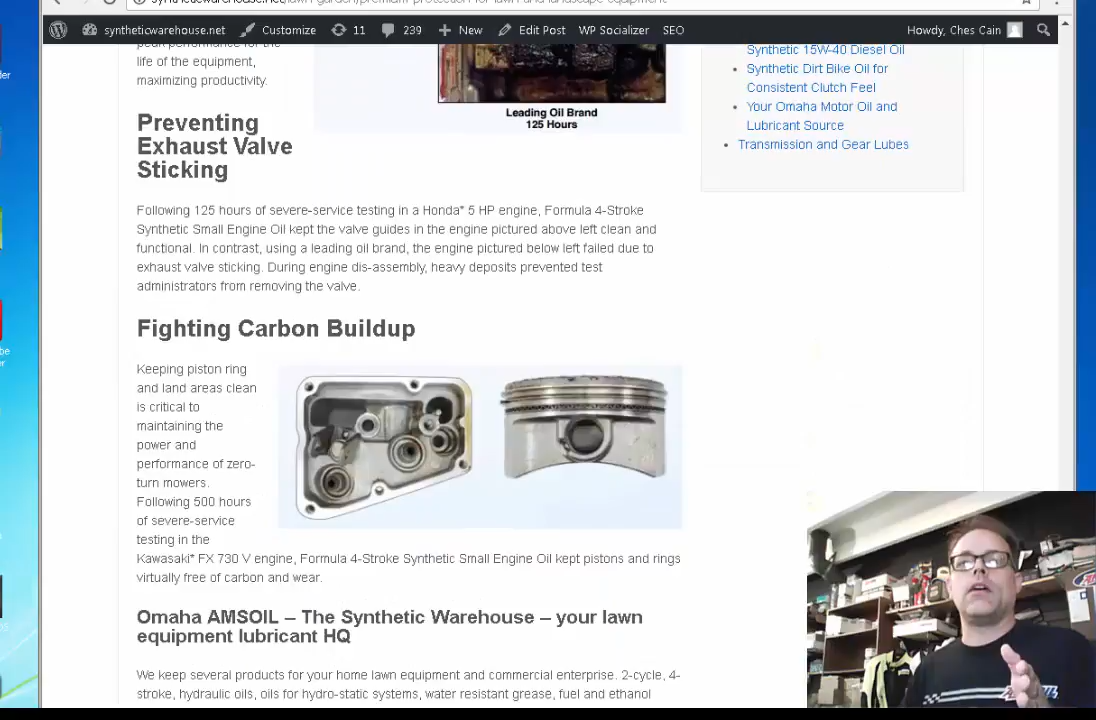 syntheticwarehouse.net
11
239
New
Edit Post
WP Socializer
SEO
Howdy, Ches Cain
peak performance for the
life of the equipment,
maximizing productivity.
Leading Oil Brand
125 Hours
Synthetic 15W-40 Diesel Oil
Synthetic Dirt Bike Oil for
Consistent Clutch Feel
Your Omaha Motor Oil and
Lubricant Source
Transmission and Gear Lubes
Preventing
Exhaust Valve
Sticking
Following 125 hours of severe-service testing in a Honda* 5 HP engine, Formula 4-Stroke
Synthetic Small Engine Oil kept the valve guides in the engine pictured above left clean and
functional. In contrast, using a leading oil brand, the engine pictured below left failed due to
exhaust valve sticking. During engine dis-assembly, heavy deposits prevented test
administrators from removing the valve.
Fighting Carbon Buildup
Keeping piston ring
and land areas clean
is critical to
maintaining the
power and
performance of zero-
turn mowers.
Following 500 hours
of severe-service
testing in the
Kawasaki* FX 730 V engine, Formula 4-Stroke Synthetic Small Engine Oil kept pistons and rings
virtually free of carbon and wear.
Omaha AMSOIL – The Synthetic Warehouse – your lawn
equipment lubricant HQ
We keep several products for your home lawn equipment and commercial enterprise. 2-cycle, 4-
stroke, hydraulic oils, oils for hydro-static systems, water resistant grease, fuel and ethanol